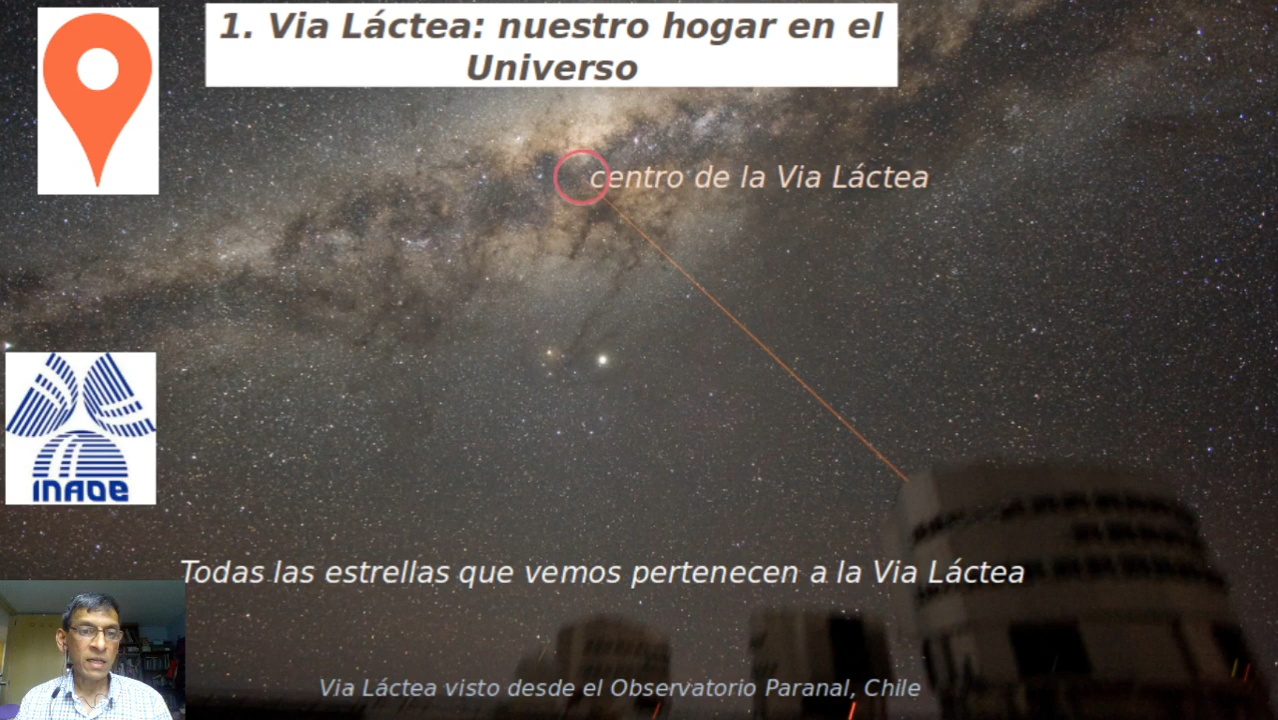 1. Via Láctea: nuestro hogar en el
Universo
centro de la Via Láctea
INAOE
Todas las estrellas que vemos pertenecen a la Via Láctea
Via Láctea visto desde el Observatorio Paranal, Chile